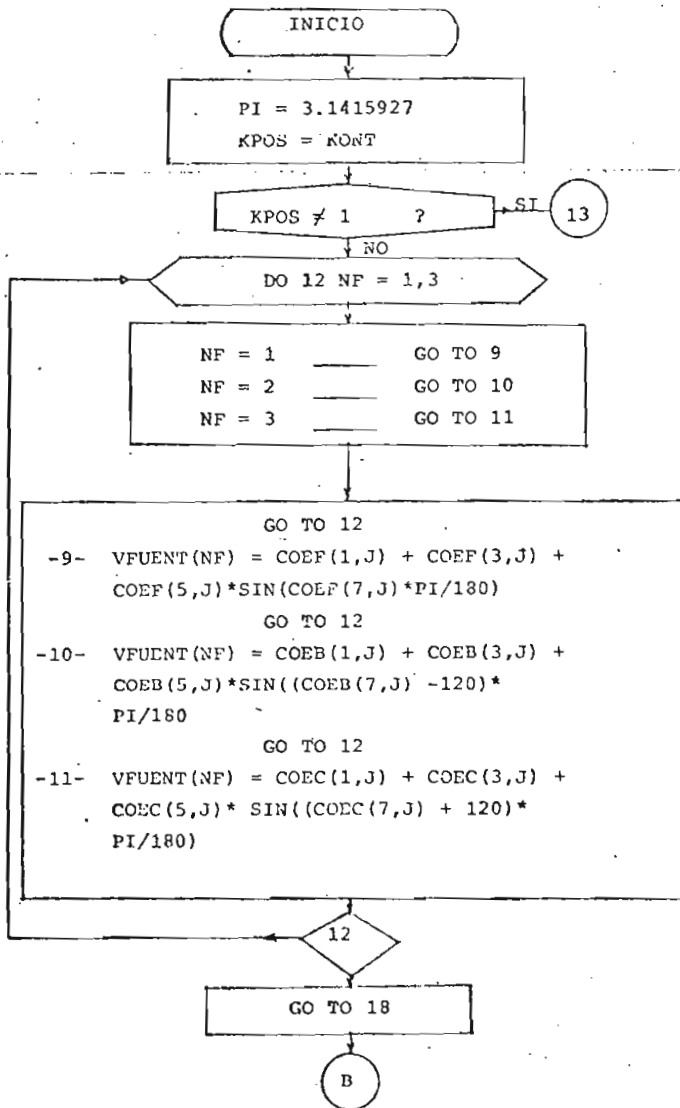 INICIO
PI = 3.1415927
KPOS = KONT
KPOS ≠ 1 ?
SI
13
NO
DO 12 NF = 1,3
NF = 1 ____ GO TO 9
NF = 2 ____ GO TO 10
NF = 3 ____ GO TO 11
GO TO 12
-9- VFUENT(NF) = COEF(1,J) + COEF(3,J) +
COEF(5,J)*SIN(COEF(7,J)*PI/180)
GO TO 12
-10- VFUENT(NF) = COEB(1,J) + COEB(3,J) +
COEB(5,J)*SIN((COEB(7,J) -120)*
PI/180
GO TO 12
-11- VFUENT(NF) = COEC(1,J) + COEC(3,J) +
COEC(5,J)* SIN((COEC(7,J) + 120)*
PI/180)
12
GO TO 18
B